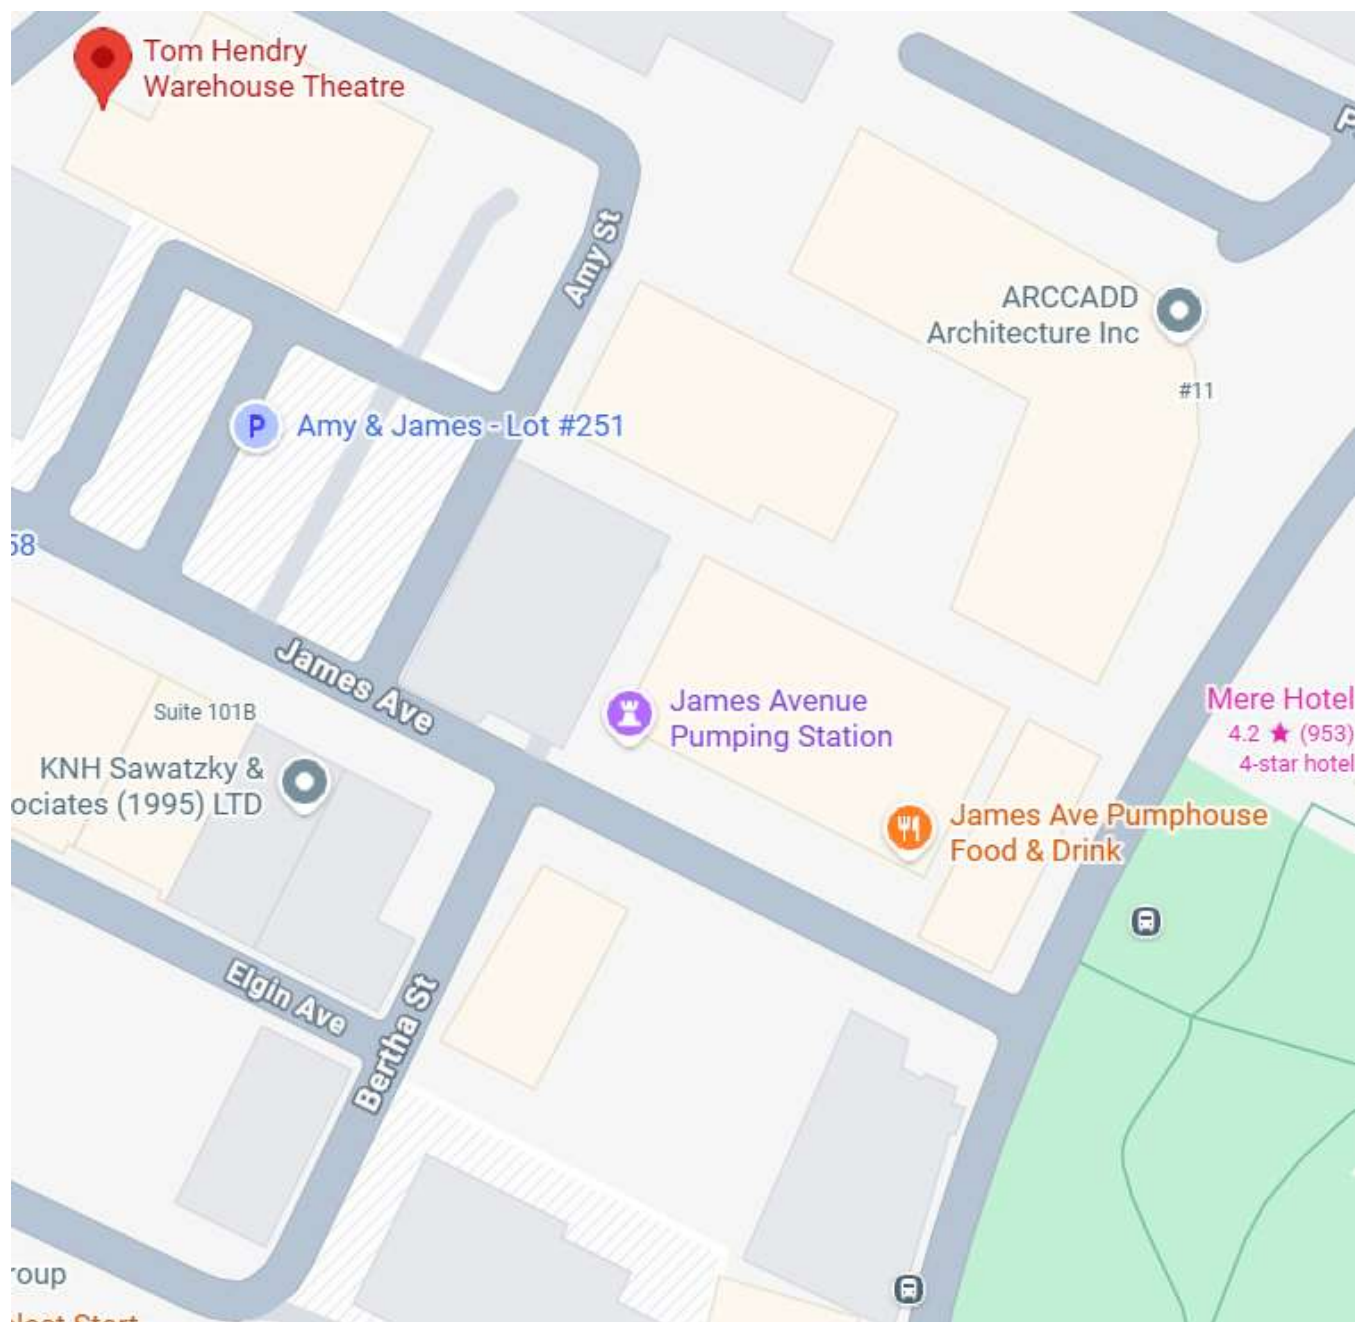 Tom Hendry
Warehouse Theatre
Amy St
ARCCADD
Architecture Inc
#11
Amy & James - Lot #251
58
James Ave
James Avenue
Pumping Station
Mere Hotel
4.2 ★ (953)
4-star hotel
Suite 101B
KNH Sawatzky &
ociates (1995) LTD
James Ave Pumphouse
Food & Drink
Elgin Ave
Bertha St
roup